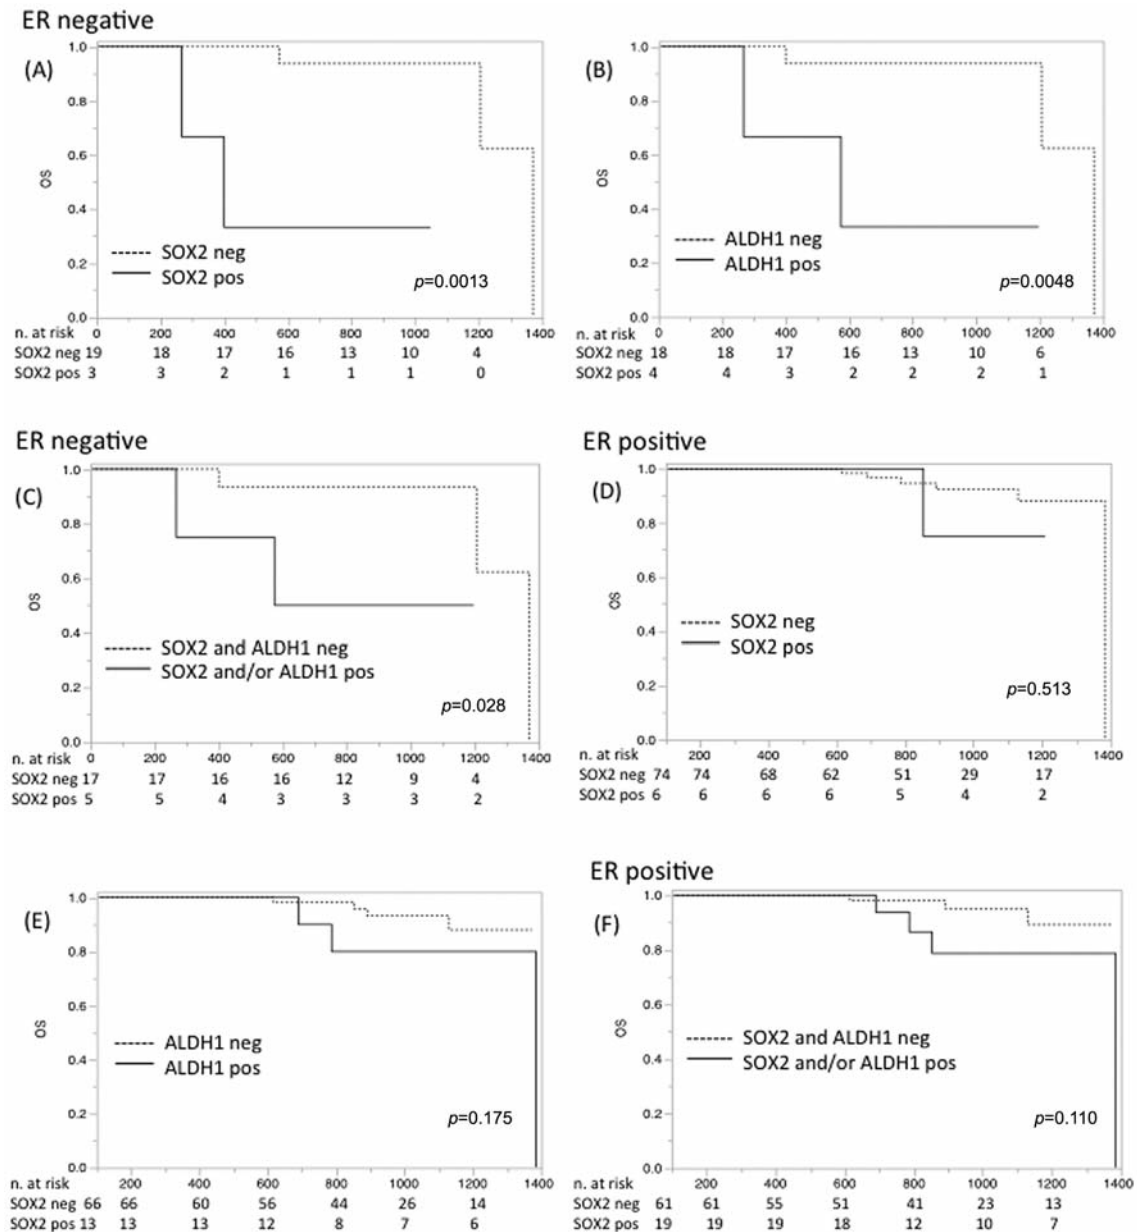 ER negative
(A)
1.0
0.8
0.6
0.4
0.2
0.0
OS
SOX2 neg
SOX2 pos
p=0.0013
0 200 400 600 800 1000 1200 1400
n. at risk
SOX2 neg 19 18 17 16 13 10 4
SOX2 pos 3 3 2 1 1 1 0
(B)
1.0
0.8
0.6
0.4
0.2
0.0
OS
ALDH1 neg
ALDH1 pos
p=0.0048
0 200 400 600 800 1000 1200 1400
n. at risk
SOX2 neg 18 18 17 16 13 10 6
SOX2 pos 4 4 3 2 2 2 1
ER negative
(C)
1.0
0.8
0.6
0.4
0.2
0.0
OS
SOX2 and ALDH1 neg
SOX2 and/or ALDH1 pos
p=0.028
0 200 400 600 800 1000 1200 1400
n. at risk
SOX2 neg 17 17 16 16 12 9 4
SOX2 pos 5 5 4 3 3 3 2
ER positive
(D)
1.0
0.8
0.6
0.4
0.2
0.0
OS
SOX2 neg
SOX2 pos
p=0.513
200 400 600 800 1000 1200 1400
n. at risk
SOX2 neg 74 74 68 62 51 29 17
SOX2 pos 6 6 6 6 5 4 2
(E)
1.0
0.8
0.6
0.4
0.2
0.0
OS
ALDH1 neg
ALDH1 pos
p=0.175
200 400 600 800 1000 1200 1400
n. at risk
SOX2 neg 66 66 60 56 44 26 14
SOX2 pos 13 13 13 12 8 7 6
ER positive
(F)
1.0
0.8
0.6
0.4
0.2
0.0
OS
SOX2 and ALDH1 neg
SOX2 and/or ALDH1 pos
p=0.110
200 400 600 800 1000 1200 1400
n. at risk
SOX2 neg 61 61 55 51 41 23 13
SOX2 pos 19 19 19 18 12 10 7